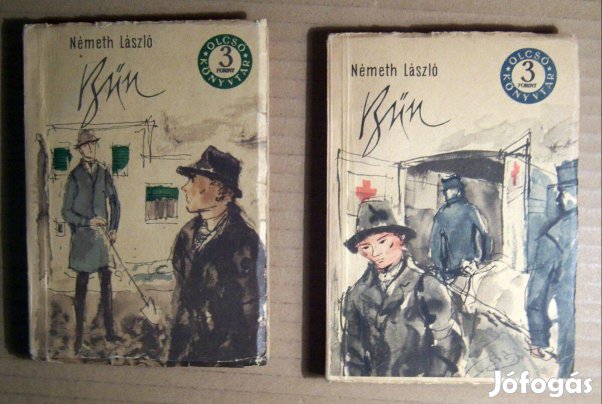 Németh László
Bűn
OLCSÓ
3
FORINT
KÖNYVTÁR
Németh László
Bűn
OLCSÓ
3
FORINT
KÖNYVTÁR
Jófogás